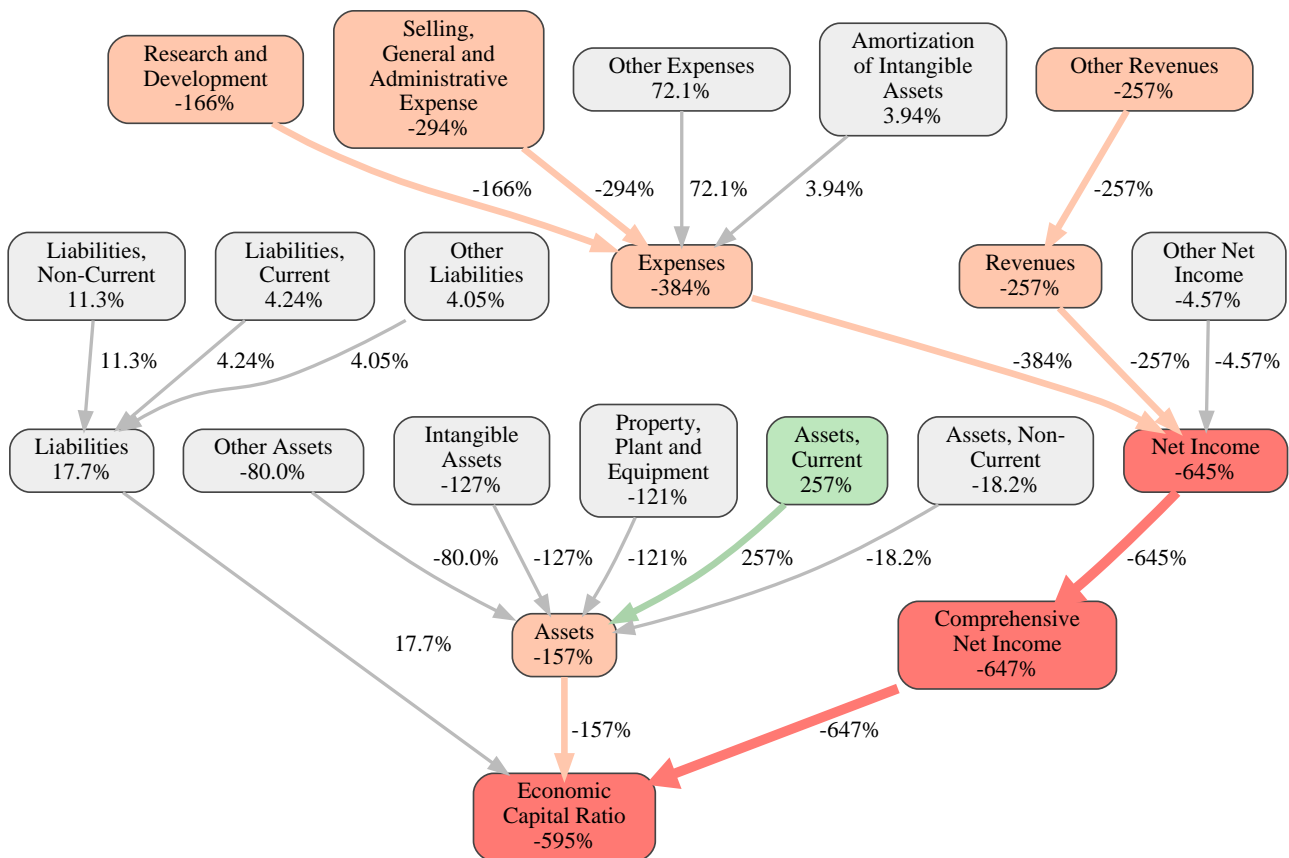 Research and
Development
-166%
Selling,
General and
Administrative
Expense
-294%
Other Expenses
72.1%
Amortization
of Intangible
Assets
3.94%
Other Revenues
-257%
-166%
-294%
72.1%
3.94%
-257%
Liabilities,
Non-Current
11.3%
Liabilities,
Current
4.24%
Other
Liabilities
4.05%
Expenses
-384%
Revenues
-257%
Other Net
Income
-4.57%
11.3%
4.24%
4.05%
-384%
-257%
-4.57%
Liabilities
17.7%
Other Assets
-80.0%
Intangible
Assets
-127%
Property,
Plant and
Equipment
-121%
Assets,
Current
257%
Assets, Non-
Current
-18.2%
Net Income
-645%
-80.0%
-127%
-121%
257%
-18.2%
-645%
17.7%
Assets
-157%
Comprehensive
Net Income
-647%
-157%
-647%
Economic
Capital Ratio
-595%